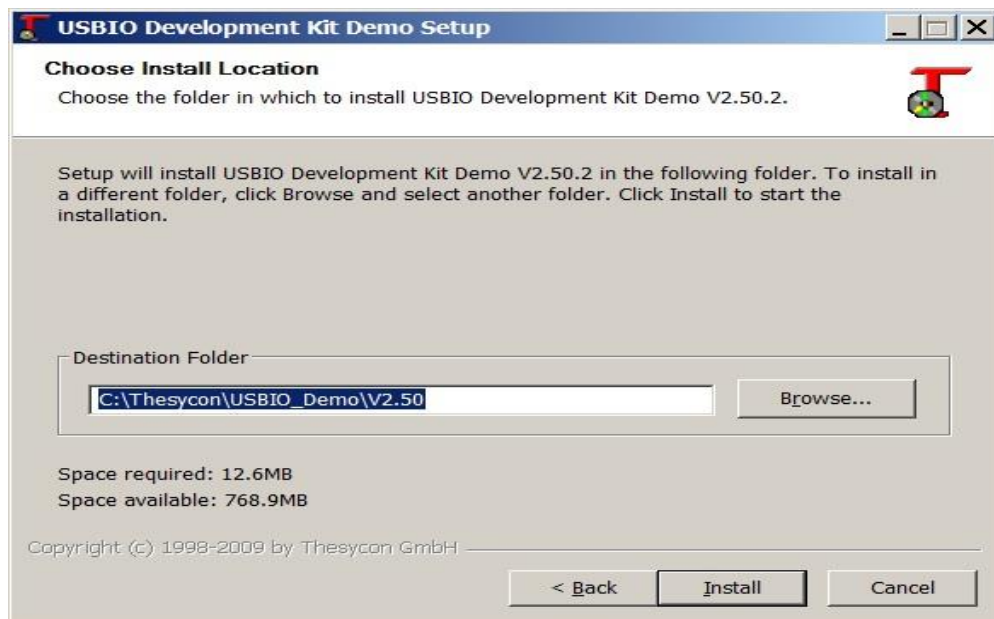 USBIO Development Kit Demo Setup
Choose Install Location
Choose the folder in which to install USBIO Development Kit Demo V2.50.2.
Setup will install USBIO Development Kit Demo V2.50.2 in the following folder. To install in
a different folder, click Browse and select another folder. Click Install to start the
installation.
Destination Folder
C:\Thesycon\USBIO_Demo\V2.50
Browse...
Space required: 12.6MB
Space available: 768.9MB
Copyright (c) 1998-2009 by Thesycon GmbH
< Back
Install
Cancel